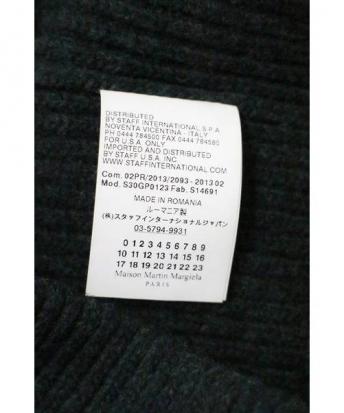 DISTRIBUTED
BY STAFF INTERNATIONAL S.P.A
NOVENTA VICENTINA - ITALY
PH 0444 784500 FAX 0444 784580
FOR U.S.A. ONLY
IMPORTED AND DISTRIBUTED
BY STAFF U.S.A. INC.
WWW.STAFFINTERNATIONAL.COM
Com. 02PR/2013/2093 - 2013 02
Mod. S30GP0123 Fab. S14691
MADE IN ROMANIA
ルーマニア製
(株)スタッフインターナショナルジャパン
03-5794-9931
0 1 2 3 4 5 6 7 8 9
10 11 12 13 14 15 16
17 18 19 20 21 22 23
Maison Martin Margiela
PARIS